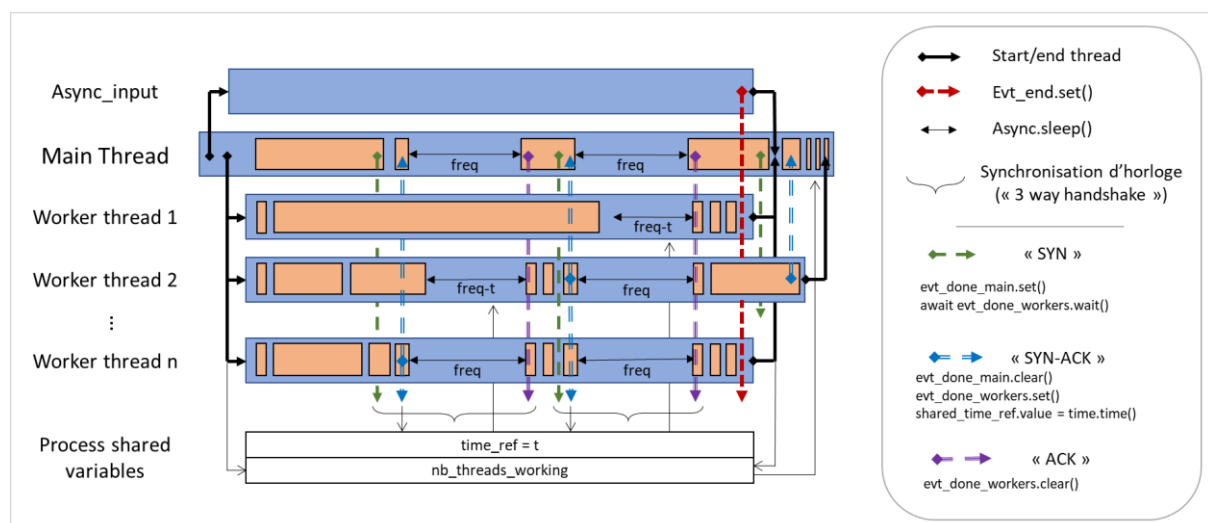 Async_input
Main Thread
freq
freq
Worker thread 1
freq-t
Worker thread 2
freq-t
freq
...
Worker thread n
freq
freq
Process shared
variables
time_ref = t
nb_threads_working
Start/end thread
Evt_end.set()
Async.sleep()
Synchronisation d’horloge
(« 3 way handshake »)
« SYN »
evt_done_main.set()
await evt_done_workers.wait()
« SYN-ACK »
evt_done_main.clear()
evt_done_workers.set()
shared_time_ref.value = time.time()
« ACK »
evt_done_workers.clear()